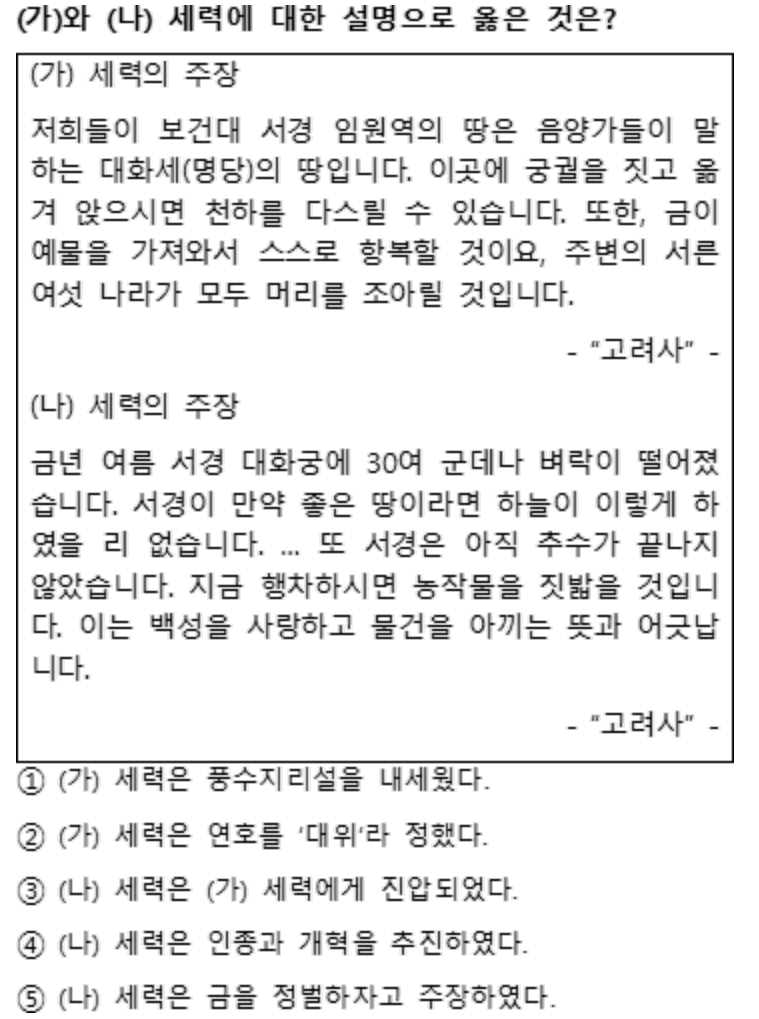 (가)와 (나) 세력에 대한 설명으로 옳은 것은?
(가) 세력의 주장
저희들이 보건대 서경 임원역의 땅은 음양가들이 말
하는 대화세(명당)의 땅입니다. 이곳에 궁궐을 짓고 옮
겨 앉으시면 천하를 다스릴 수 있습니다. 또한, 금이
예물을 가져와서 스스로 항복할 것이요, 주변의 서른
여섯 나라가 모두 머리를 조아릴 것입니다.
- "고려사" -
(나) 세력의 주장
금년 여름 서경 대화궁에 30여 군데나 벼락이 떨어졌
습니다. 서경이 만약 좋은 땅이라면 하늘이 이렇게 하
였을 리 없습니다. ... 또 서경은 아직 추수가 끝나지
않았습니다. 지금 행차하시면 농작물을 짓밟을 것입니
다. 이는 백성을 사랑하고 물건을 아끼는 뜻과 어긋납
니다.
- "고려사" -
① (가) 세력은 풍수지리설을 내세웠다.
② (가) 세력은 연호를 '대위'라 정했다.
③ (나) 세력은 (가) 세력에게 진압되었다.
④ (나) 세력은 인종과 개혁을 추진하였다.
⑤ (나) 세력은 금을 정벌하자고 주장하였다.